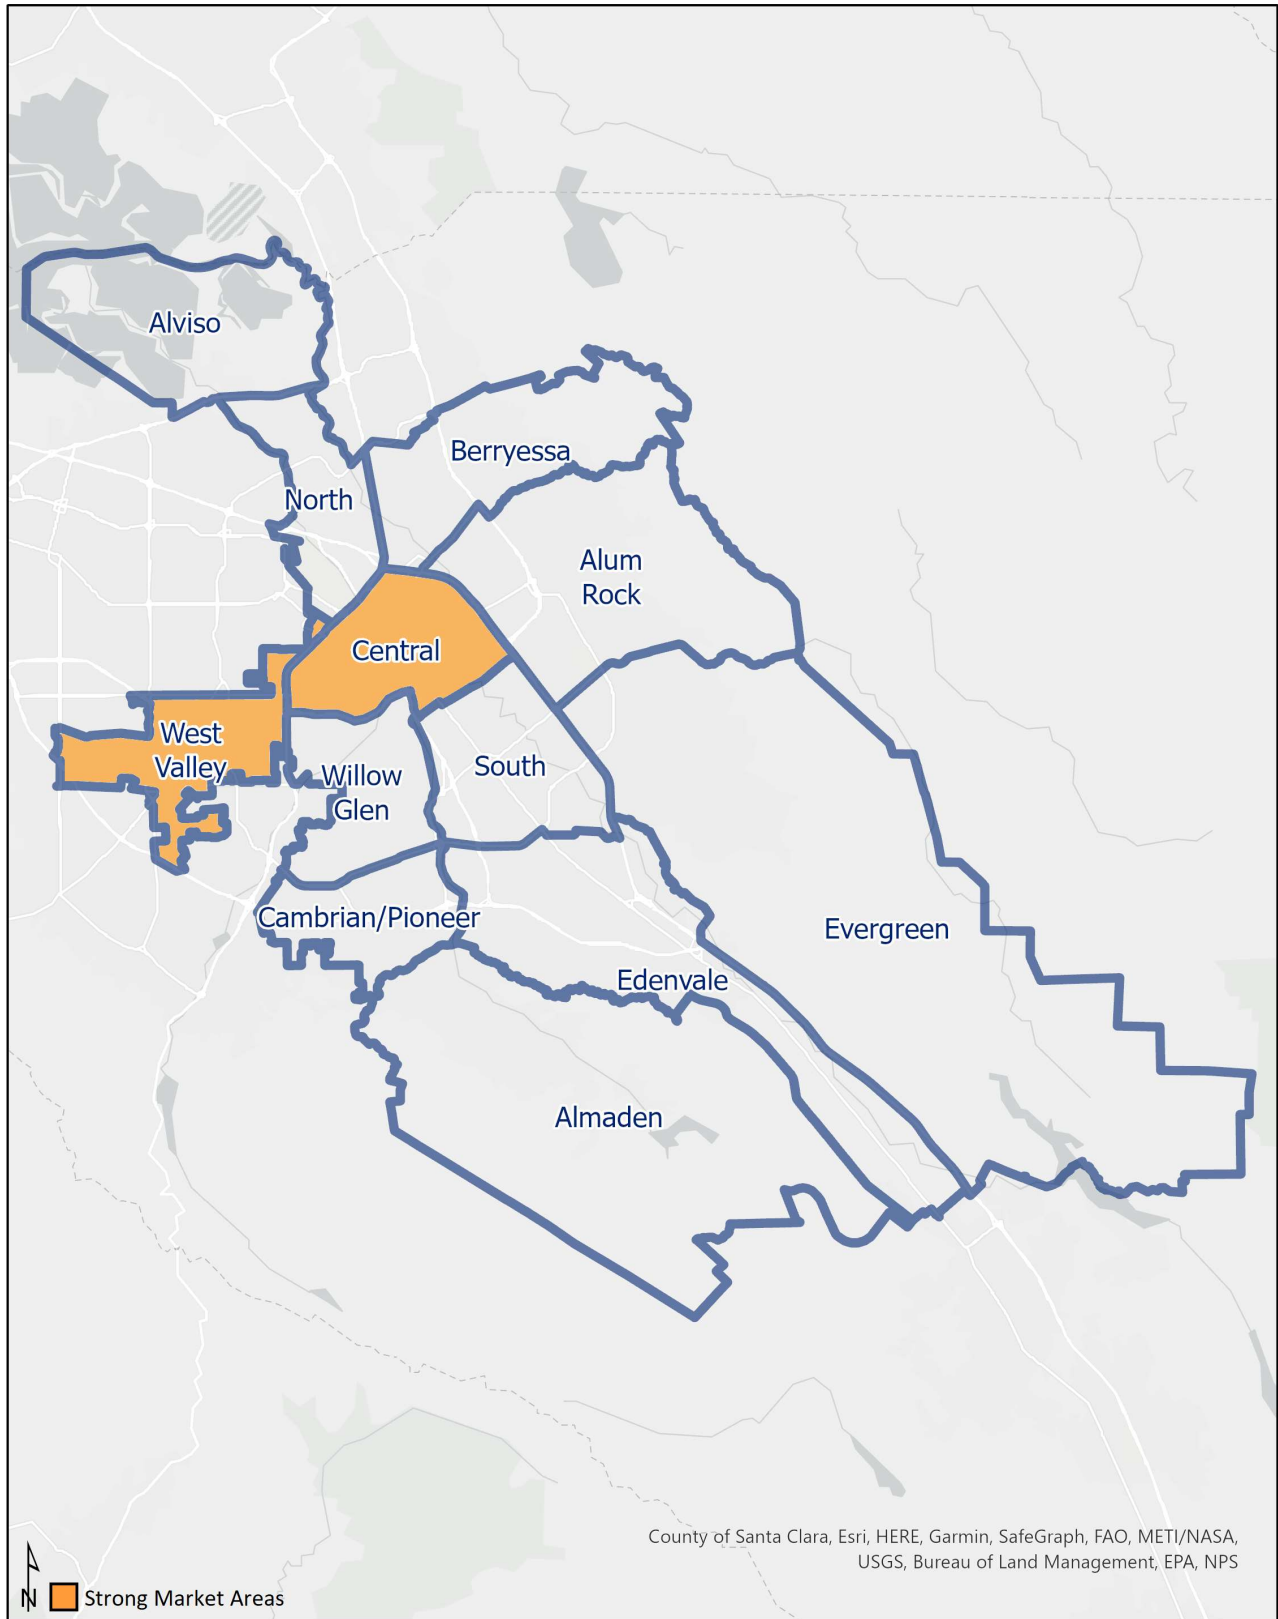 Alviso
Berryessa
North
Alum
Rock
Central
West
Valley
Willow
Glen
South
Cambrian/Pioneer
Evergreen
Edenvale
Almaden
County of Santa Clara, Esri, HERE, Garmin, SafeGraph, FAO, METI/NASA,
USGS, Bureau of Land Management, EPA, NPS
N
Strong Market Areas